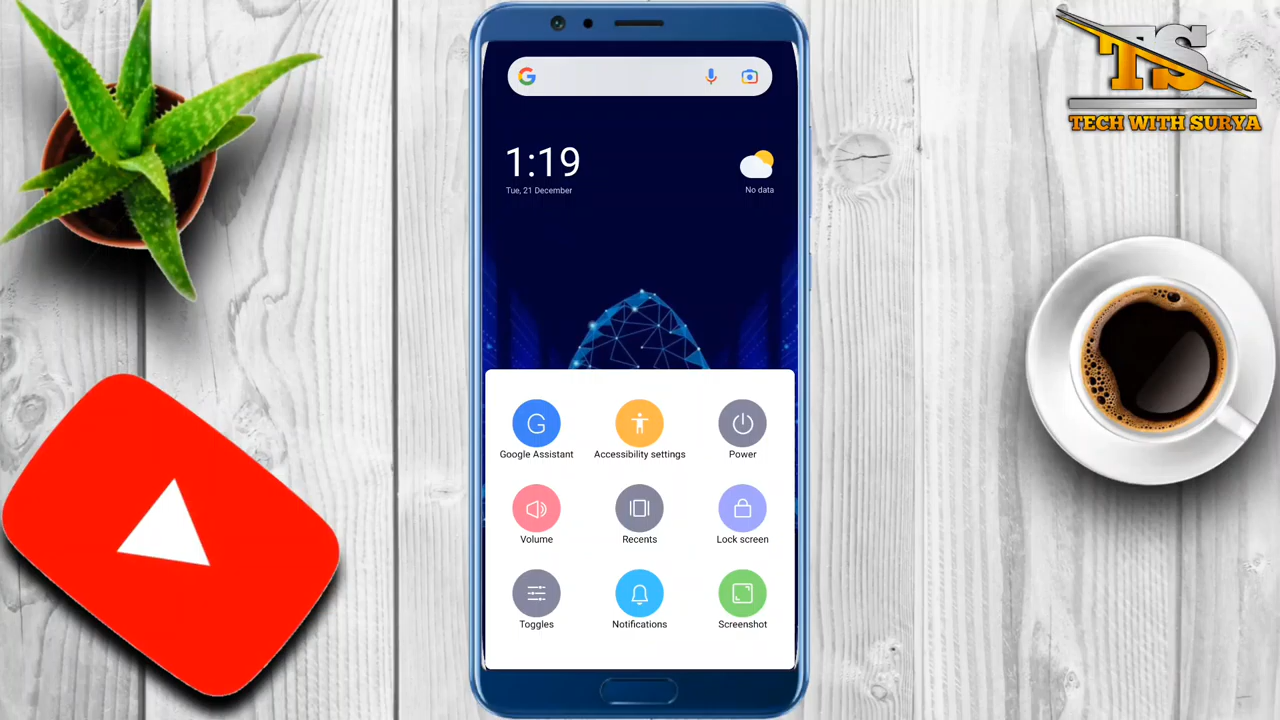 TS
TECH WITH SURYA
1:19
Tue, 21 December
No data
Google Assistant
Accessibility settings
Power
Volume
Recents
Lock screen
Toggles
Notifications
Screenshot